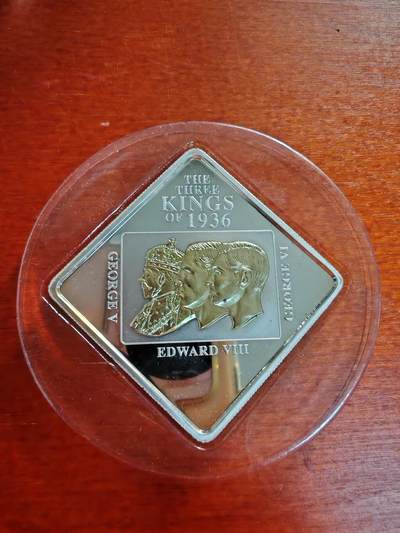 THE
THREE
KINGS
OF 1936
GEORGE V
GEORGE VI
EDWARD VIII